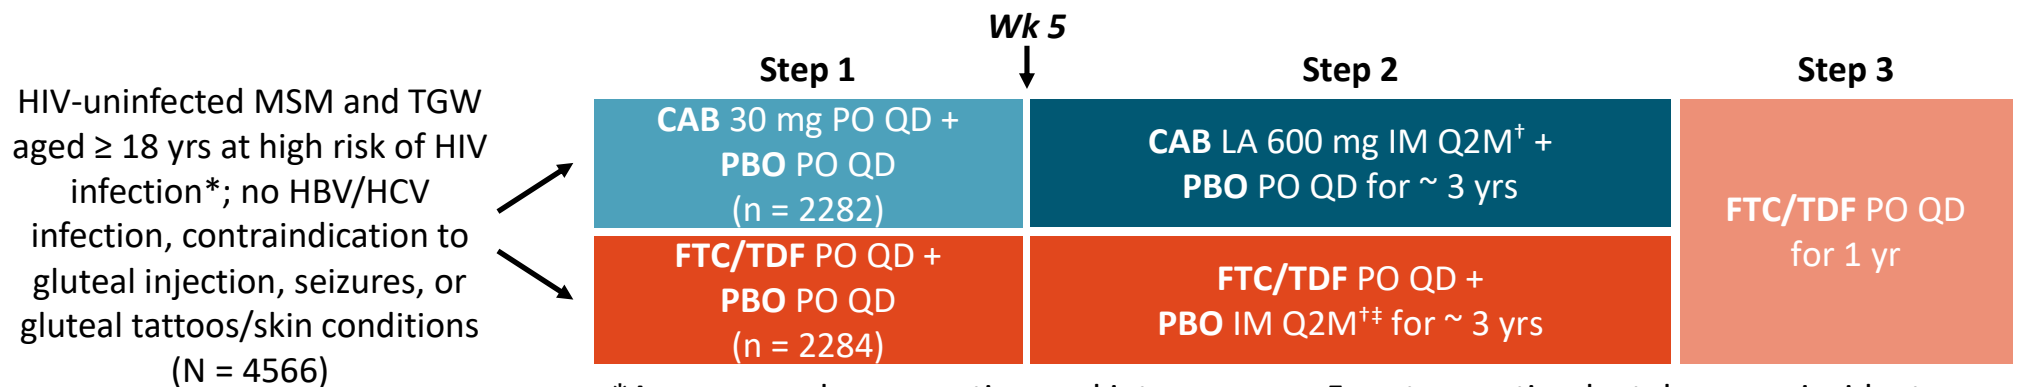 Wk 5
Step 1
Step 2
Step 3
HIV-uninfected MSM and TGW
aged ≥ 18 yrs at high risk of HIV
infection*; no HBV/HCV
infection, contraindication to
gluteal injection, seizures, or
gluteal tattoos/skin conditions
(N = 4566)
CAB 30 mg PO QD +
PBO PO QD
(n = 2282)
CAB LA 600 mg IM Q2M† +
PBO PO QD for ~ 3 yrs
FTC/TDF PO QD +
PBO PO QD
(n = 2284)
FTC/TDF PO QD +
PBO IM Q2M†‡ for ~ 3 yrs
FTC/TDF PO QD
for 1 yr